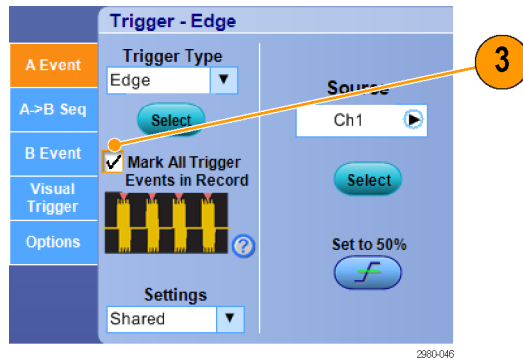 Trigger - Edge
A Event
A->B Seq
B Event
Visual
Trigger
Options
Trigger Type
Edge
Select
Mark All Trigger
Events in Record
?
Settings
Shared
Source
Ch1
Select
Set to 50%
3
2980-046